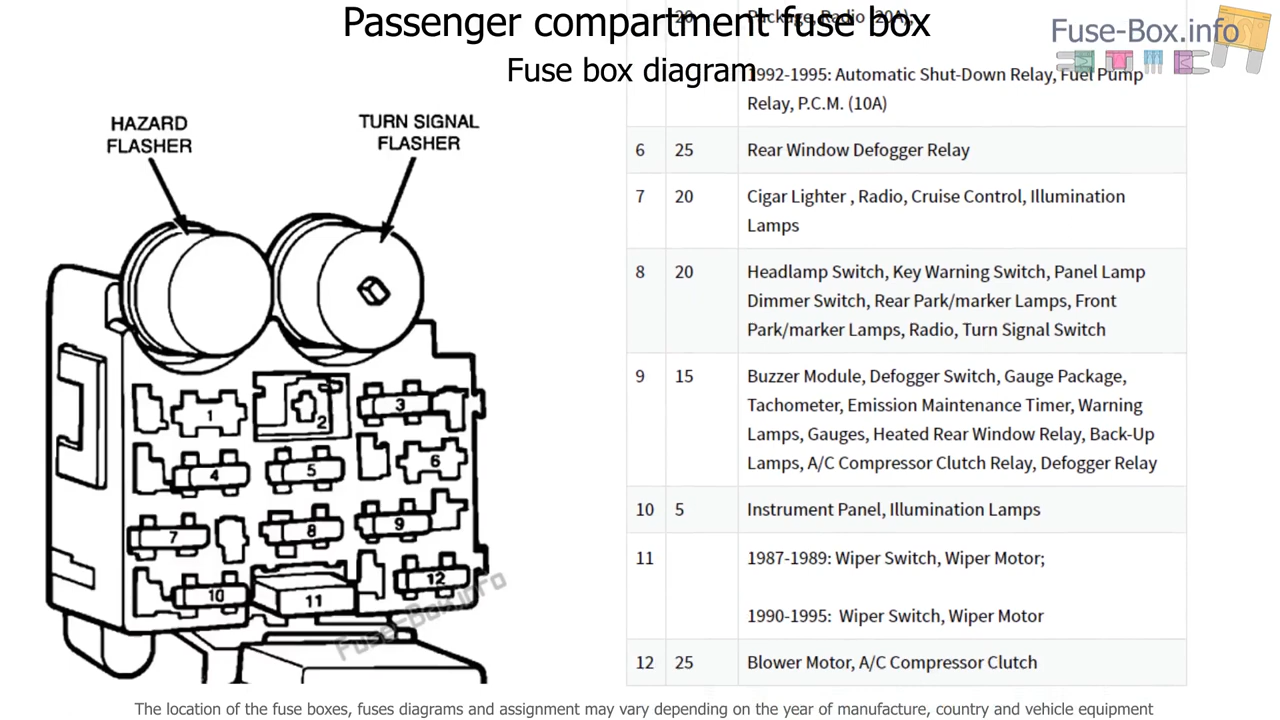 Passenger compartment fuse box
Fuse box diagram
Fuse-Box.info
HAZARD
FLASHER
TURN SIGNAL
FLASHER
1
2
3
4
5
6
7
8
9
10
11
12
Fuse-Box.info
20 Package, Radio (20A);
1992-1995: Automatic Shut-Down Relay, Fuel Pump
Relay, P.C.M. (10A)
6 25 Rear Window Defogger Relay
7 20 Cigar Lighter , Radio, Cruise Control, Illumination
Lamps
8 20 Headlamp Switch, Key Warning Switch, Panel Lamp
Dimmer Switch, Rear Park/marker Lamps, Front
Park/marker Lamps, Radio, Turn Signal Switch
9 15 Buzzer Module, Defogger Switch, Gauge Package,
Tachometer, Emission Maintenance Timer, Warning
Lamps, Gauges, Heated Rear Window Relay, Back-Up
Lamps, A/C Compressor Clutch Relay, Defogger Relay
10 5 Instrument Panel, Illumination Lamps
11 1987-1989: Wiper Switch, Wiper Motor;
1990-1995: Wiper Switch, Wiper Motor
12 25 Blower Motor, A/C Compressor Clutch
The location of the fuse boxes, fuses diagrams and assignment may vary depending on the year of manufacture, country and vehicle equipment